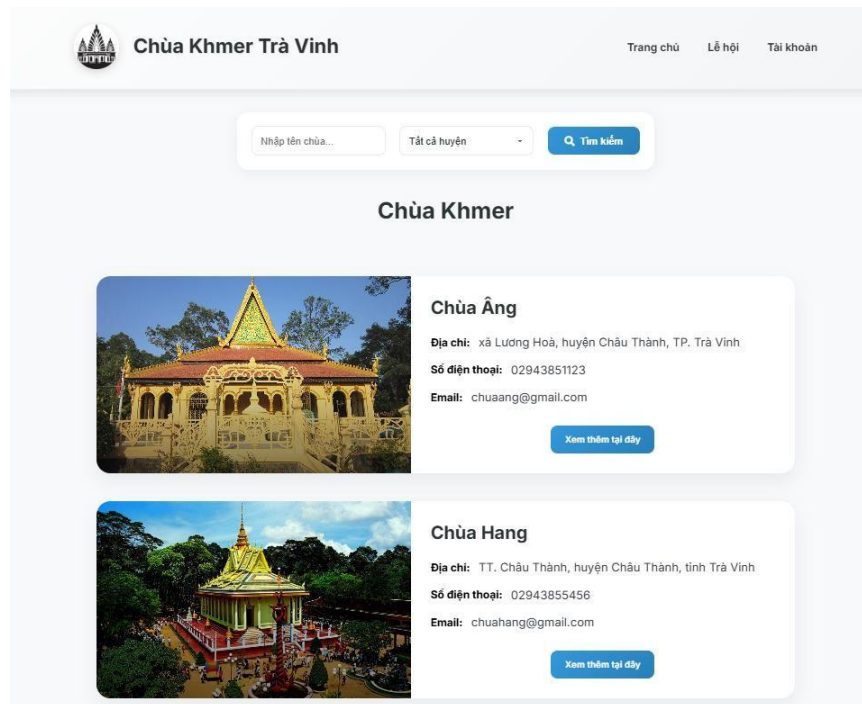 Chùa Khmer Trà Vinh
Trang chủ Lễ hội Tài khoản
Nhập tên chùa... Tất cả huyện Tìm kiếm
Chùa Khmer
Chùa Âng
Địa chỉ: xã Lương Hoà, huyện Châu Thành, TP. Trà Vinh
Số điện thoại: 02943851123
Email: chuaang@gmail.com
Xem thêm tại đây
Chùa Hang
Địa chỉ: TT. Châu Thành, huyện Châu Thành, tỉnh Trà Vinh
Số điện thoại: 02943855456
Email: chuahang@gmail.com
Xem thêm tại đây